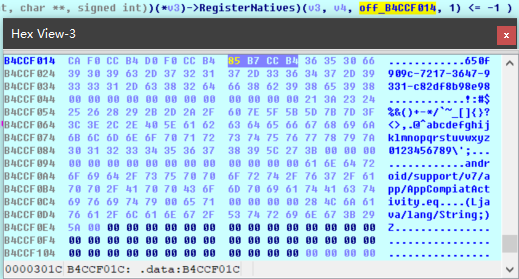 t, char **, signed int))(*v3)->RegisterNatives)(v3, v4, off_B4CCF014, 1) <= -1 )
Hex View-3
B4CCF014 CA F0 CC B4 D0 F0 CC B4 85 B7 CC B4 36 35 30 66 ............650f
B4CCF024 39 30 39 63 2D 37 32 31 37 2D 33 36 34 37 2D 39 909c-7217-3647-9
B4CCF034 33 33 31 2D 63 38 32 64 66 38 62 39 38 65 39 38 331-c82df8b98e98
B4CCF044 00 00 00 00 00 00 00 00 00 00 00 00 21 3A 23 24 ............!:#$
B4CCF054 25 26 28 29 2B 2D 2A 2F 60 7E 5F 5B 5D 7B 7D 3F %&()+-*/`~_[]{}?
B4CCF064 3C 3E 2C 2E 40 5E 61 62 63 64 65 66 67 68 69 6A <>,.@^abcdefghij
B4CCF074 6B 6C 6D 6E 6F 70 71 72 73 74 75 76 77 78 79 7A klmnopqrstuvwxyz
B4CCF084 30 31 32 33 34 35 36 37 38 39 5C 27 3B 00 00 00 0123456789\';...
B4CCF094 00 00 00 00 00 00 00 00 00 00 00 00 61 6E 64 72 ............andr
B4CCF0A4 6F 69 64 2F 73 75 70 70 6F 72 74 2F 76 37 2F 61 oid/support/v7/a
B4CCF0B4 70 70 2F 41 70 70 43 6F 6D 70 69 61 74 41 63 74 pp/AppCompiatAct
B4CCF0C4 69 76 69 74 79 00 65 71 00 00 00 00 28 4C 6A 61 ivity.eq....(Lja
B4CCF0D4 76 61 2F 6C 61 6E 67 2F 53 74 72 69 6E 67 3B 29 va/lang/String;)
B4CCF0E4 5A 00 00 00 00 00 00 00 00 00 00 00 00 00 00 00 Z...............
B4CCF0F4 00 00 00 00 00 00 00 00 00 00 00 00 00 00 00 00 ................
B4CCF104 00 00 00 00 00 00 00 00 00 00 00 00 00 00 00 00 ................
0000301C B4CCF01C: .data:B4CCF01C